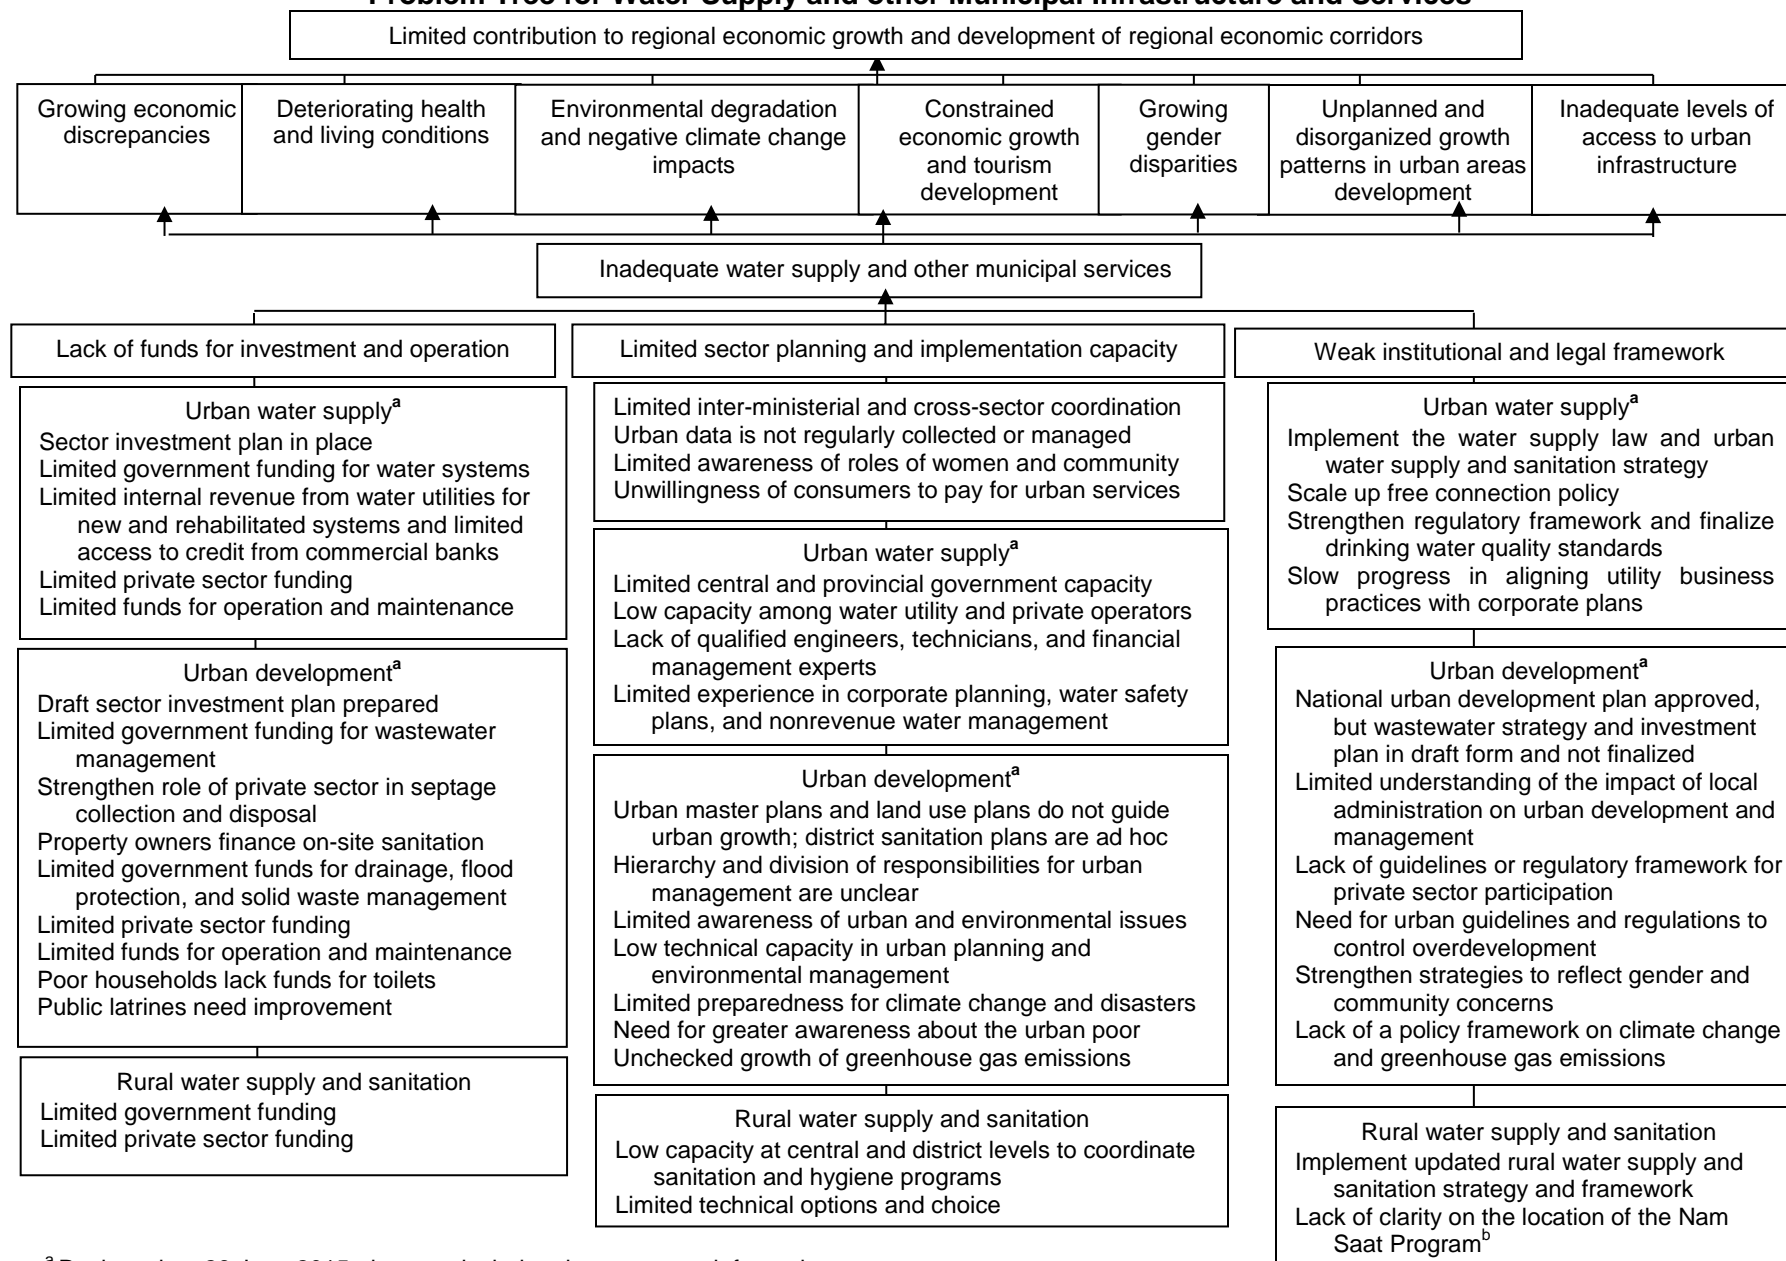 Problem Tree for Water Supply and other Municipal Infrastructure and Services
Limited contribution to regional economic growth and development of regional economic corridors
Growing economic
discrepancies
Deteriorating health
and living conditions
Environmental degradation
and negative climate change
impacts
Constrained
economic growth
and tourism
development
Growing
gender
disparities
Unplanned and
disorganized growth
patterns in urban areas
development
Inadequate levels of
access to urban
infrastructure
Inadequate water supply and other municipal services
Lack of funds for investment and operation
Urban water supplyᵃ
Sector investment plan in place
Limited government funding for water systems
Limited internal revenue from water utilities for
new and rehabilitated systems and limited
access to credit from commercial banks
Limited private sector funding
Limited funds for operation and maintenance
Urban developmentᵃ
Draft sector investment plan prepared
Limited government funding for wastewater
management
Strengthen role of private sector in septage
collection and disposal
Property owners finance on-site sanitation
Limited government funds for drainage, flood
protection, and solid waste management
Limited private sector funding
Limited funds for operation and maintenance
Poor households lack funds for toilets
Public latrines need improvement
Rural water supply and sanitation
Limited government funding
Limited private sector funding
Limited sector planning and implementation capacity
Limited inter-ministerial and cross-sector coordination
Urban data is not regularly collected or managed
Limited awareness of roles of women and community
Unwillingness of consumers to pay for urban services
Urban water supplyᵃ
Limited central and provincial government capacity
Low capacity among water utility and private operators
Lack of qualified engineers, technicians, and financial
management experts
Limited experience in corporate planning, water safety
plans, and nonrevenue water management
Urban developmentᵃ
Urban master plans and land use plans do not guide
urban growth; district sanitation plans are ad hoc
Hierarchy and division of responsibilities for urban
management are unclear
Limited awareness of urban and environmental issues
Low technical capacity in urban planning and
environmental management
Limited preparedness for climate change and disasters
Need for greater awareness about the urban poor
Unchecked growth of greenhouse gas emissions
Rural water supply and sanitation
Low capacity at central and district levels to coordinate
sanitation and hygiene programs
Limited technical options and choice
Weak institutional and legal framework
Urban water supplyᵃ
Implement the water supply law and urban
water supply and sanitation strategy
Scale up free connection policy
Strengthen regulatory framework and finalize
drinking water quality standards
Slow progress in aligning utility business
practices with corporate plans
Urban developmentᵃ
National urban development plan approved,
but wastewater strategy and investment
plan in draft form and not finalized
Limited understanding of the impact of local
administration on urban development and
management
Lack of guidelines or regulatory framework for
private sector participation
Need for urban guidelines and regulations to
control overdevelopment
Strengthen strategies to reflect gender and
community concerns
Lack of a policy framework on climate change
and greenhouse gas emissions
Rural water supply and sanitation
Implement updated rural water supply and
sanitation strategy and framework
Lack of clarity on the location of the Nam
Saat Programᵇ